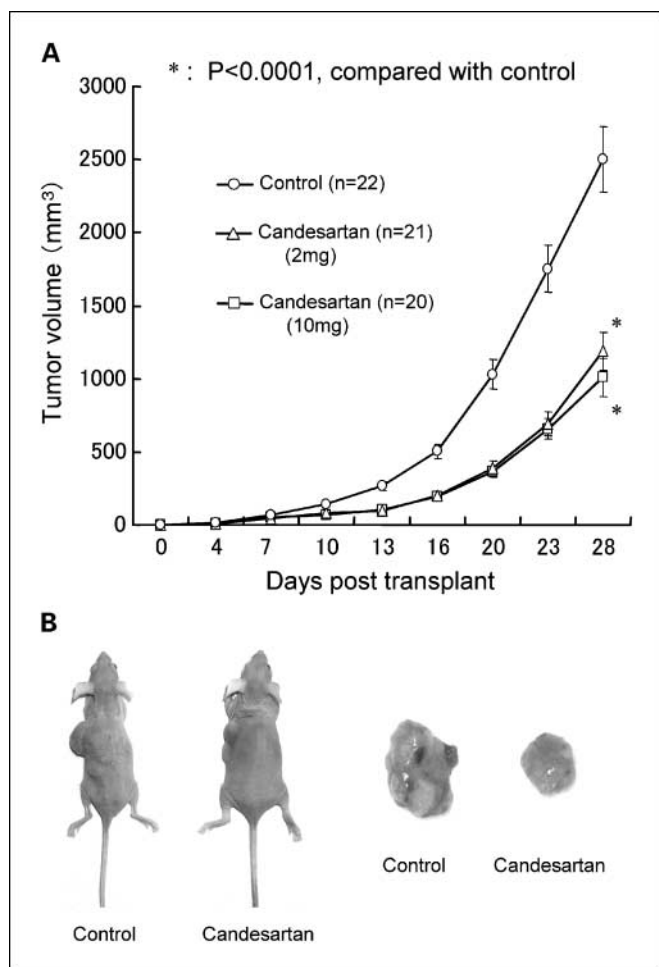 A
* : P<0.0001, compared with control
3000
2500
2000
1500
1000
500
0
Tumor volume (mm³)
Control (n=22)
Candesartan (n=21)
(2mg)
Candesartan (n=20)
(10mg)
*
*
0 4 7 10 13 16 20 23 28
Days post transplant
B
Control
Candesartan
Control
Candesartan